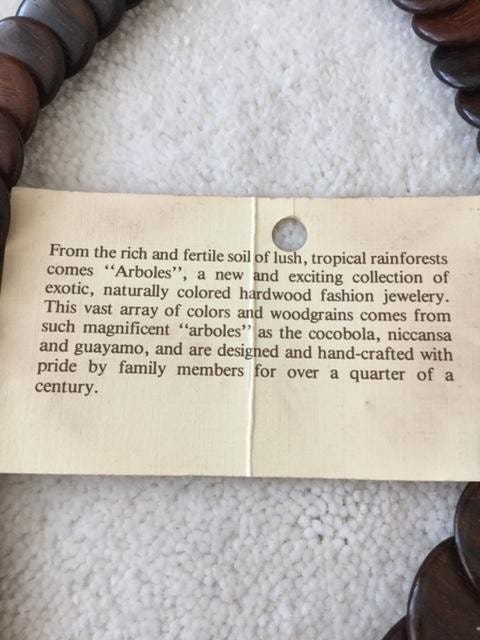 From the rich and fertile soil of lush, tropical rainforests
comes “Arboles”, a new and exciting collection of
exotic, naturally colored hardwood fashion jewelery.
This vast array of colors and woodgrains comes from
such magnificent “arboles” as the cocobola, niccansa
and guayamo, and are designed and hand-crafted with
pride by family members for over a quarter of a
century.